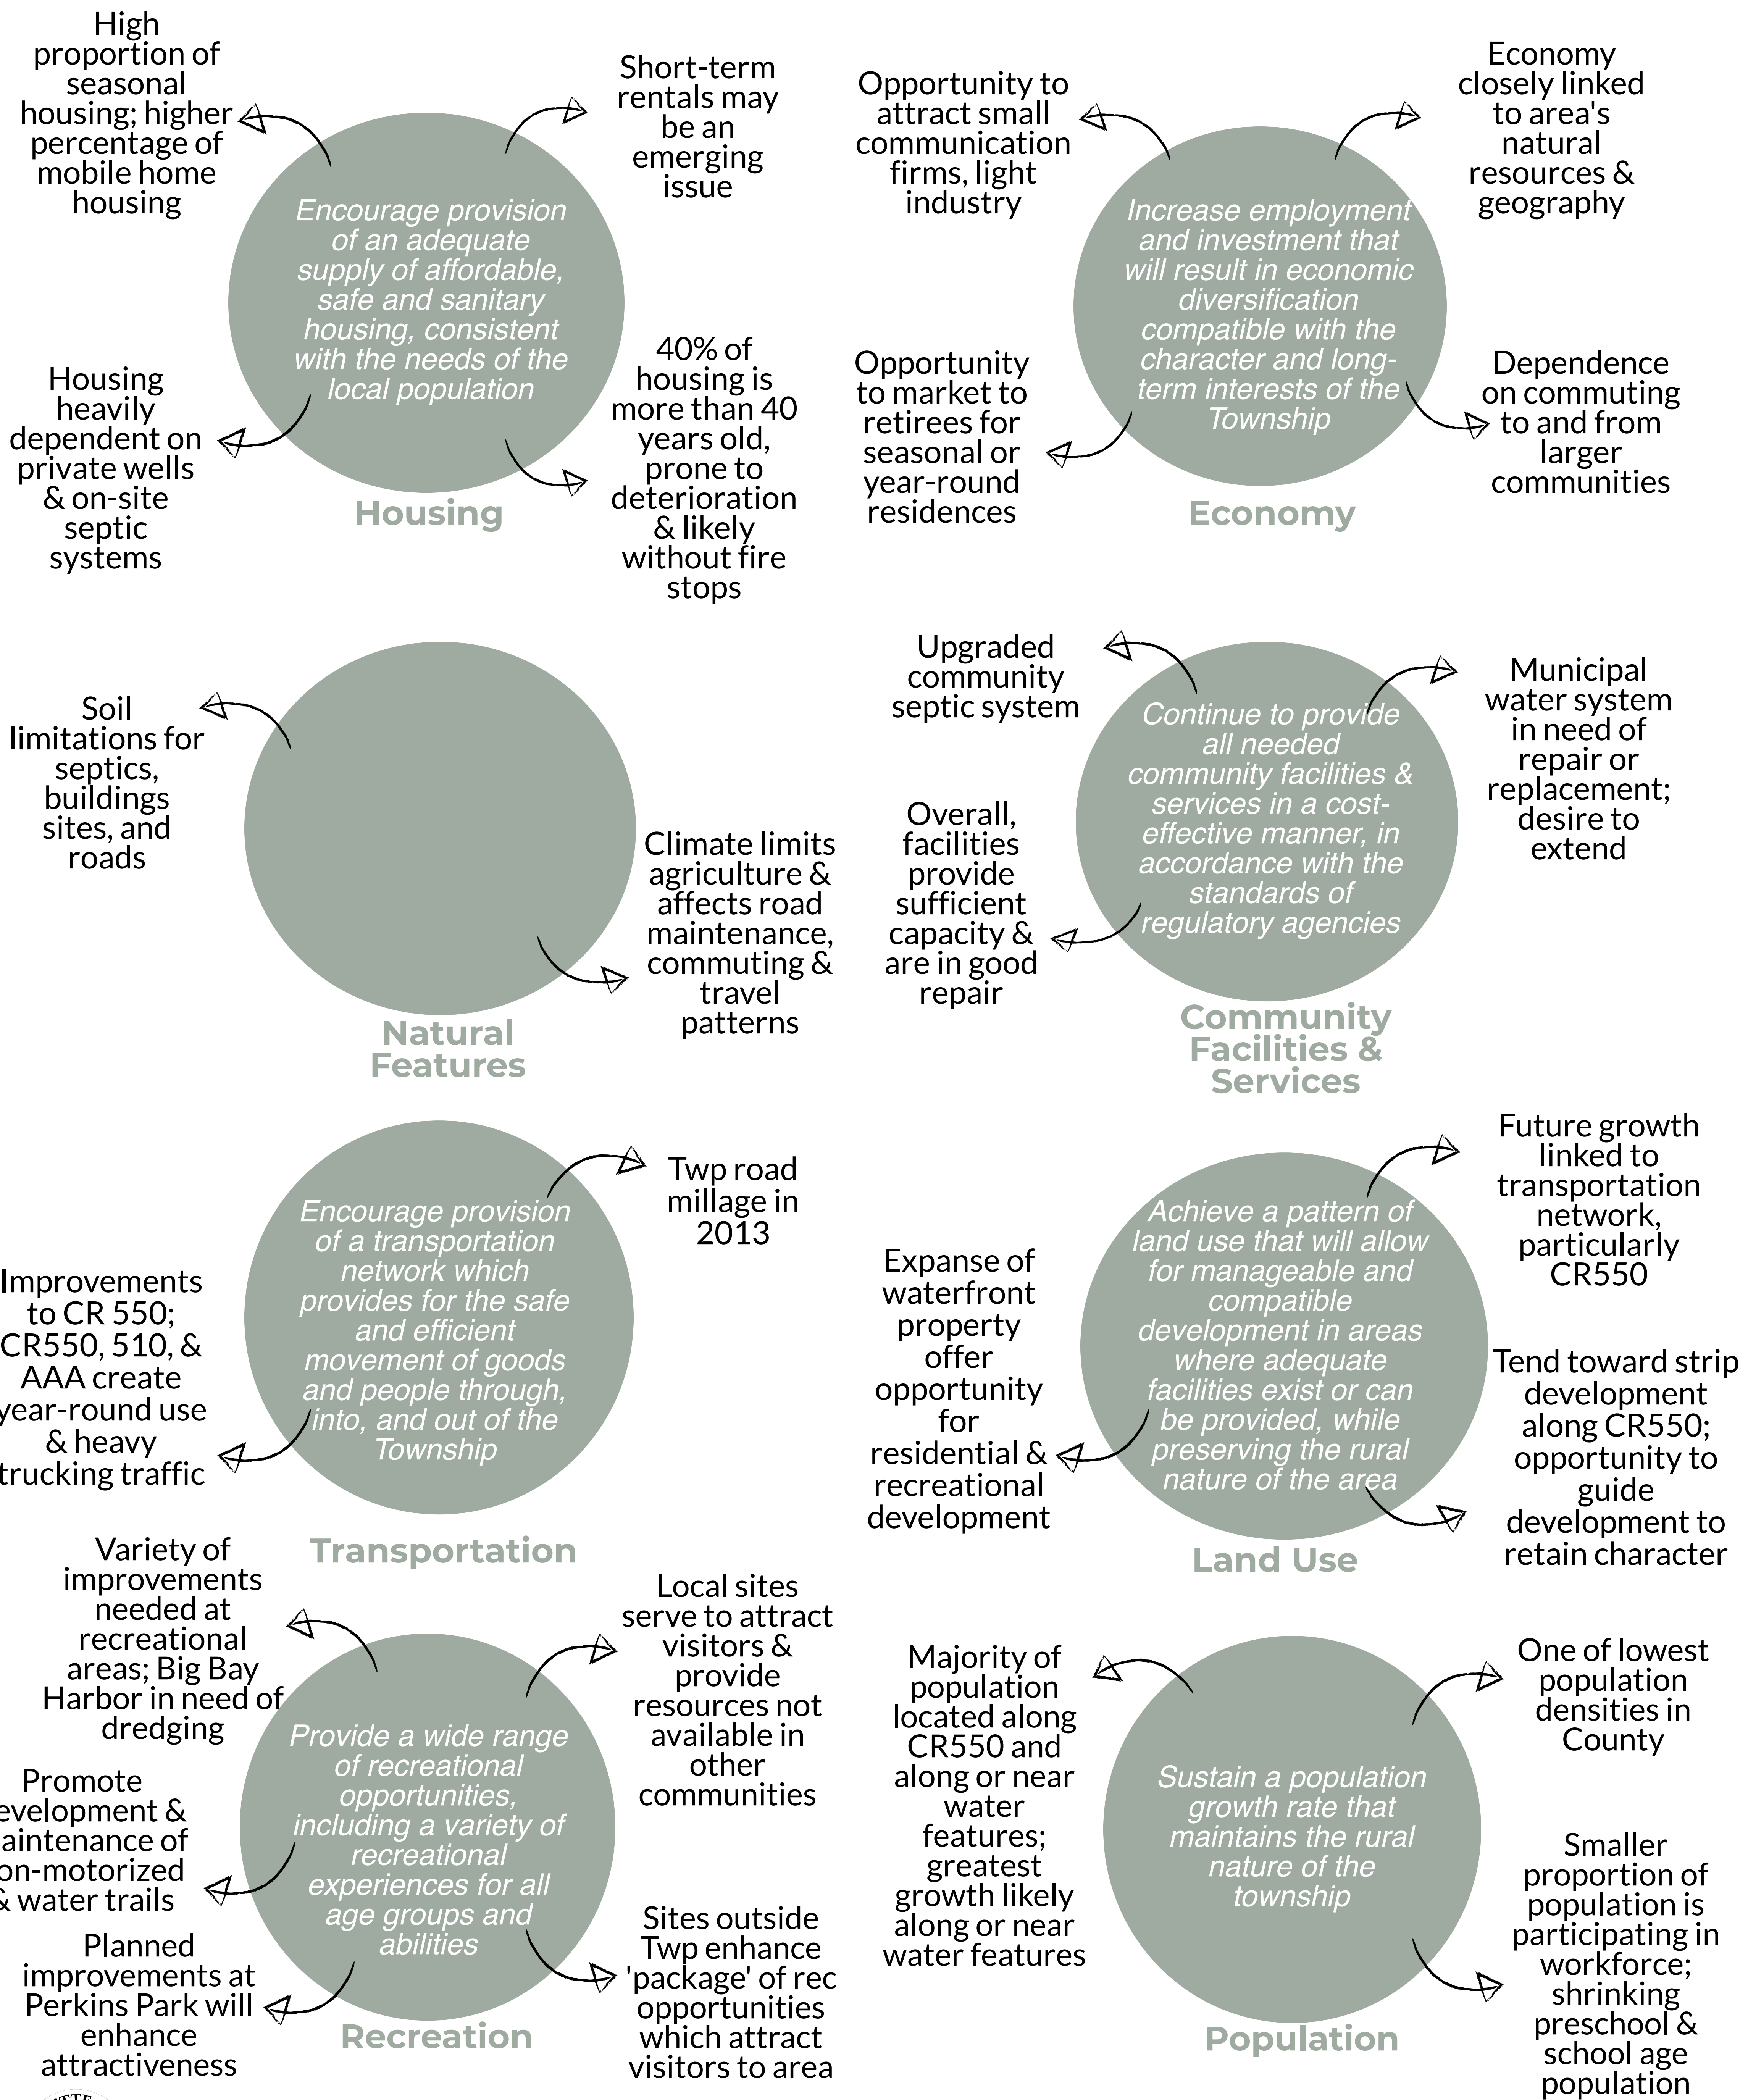 High
proportion of
seasonal
housing; higher
percentage of
mobile home
housing
Short-term
rentals may
be an
emerging
issue
Encourage provision
of an adequate
supply of affordable,
safe and sanitary
housing, consistent
with the needs of the
local population
Housing
heavily
dependent on
private wells
& on-site
septic
systems
40% of
housing is
more than 40
years old,
prone to
deterioration
& likely
without fire
stops
Housing
Opportunity to
attract small
communication
firms, light
industry
Economy
closely linked
to area's
natural
resources &
geography
Increase employment
and investment that
will result in economic
diversification
compatible with the
character and long-
term interests of the
Township
Opportunity
to market to
retirees for
seasonal or
year-round
residences
Dependence
on commuting
to and from
larger
communities
Economy
Soil
limitations for
septics,
buildings
sites, and
roads
Climate limits
agriculture &
affects road
maintenance,
commuting &
travel
patterns
Natural
Features
Upgraded
community
septic system
Municipal
water system
in need of
repair or
replacement;
desire to
extend
Continue to provide
all needed
community facilities &
services in a cost-
effective manner, in
accordance with the
standards of
regulatory agencies
Overall,
facilities
provide
sufficient
capacity &
are in good
repair
Community
Facilities &
Services
Twp road
millage in
2013
Encourage provision
of a transportation
network which
provides for the safe
and efficient
movement of goods
and people through,
into, and out of the
Township
Improvements
to CR 550;
CR550, 510, &
AAA create
year-round use
& heavy
trucking traffic
Transportation
Future growth
linked to
transportation
network,
particularly
CR550
Achieve a pattern of
land use that will allow
for manageable and
compatible
development in areas
where adequate
facilities exist or can
be provided, while
preserving the rural
nature of the area
Expanse of
waterfront
property
offer
opportunity
for
residential &
recreational
development
Tend toward strip
development
along CR550;
opportunity to
guide
development to
retain character
Land Use
Variety of
improvements
needed at
recreational
areas; Big Bay
Harbor in need of
dredging
Local sites
serve to attract
visitors &
provide
resources not
available in
other
communities
Provide a wide range
of recreational
opportunities,
including a variety of
recreational
experiences for all
age groups and
abilities
Promote
evelopment &
aintenance of
on-motorized
& water trails
Planned
improvements at
Perkins Park will
enhance
attractiveness
Sites outside
Twp enhance
'package' of rec
opportunities
which attract
visitors to area
Recreation
Majority of
population
located along
CR550 and
along or near
water
features;
greatest
growth likely
along or near
water features
One of lowest
population
densities in
County
Sustain a population
growth rate that
maintains the rural
nature of the
township
Smaller
proportion of
population is
participating in
workforce;
shrinking
preschool &
school age
population
Population